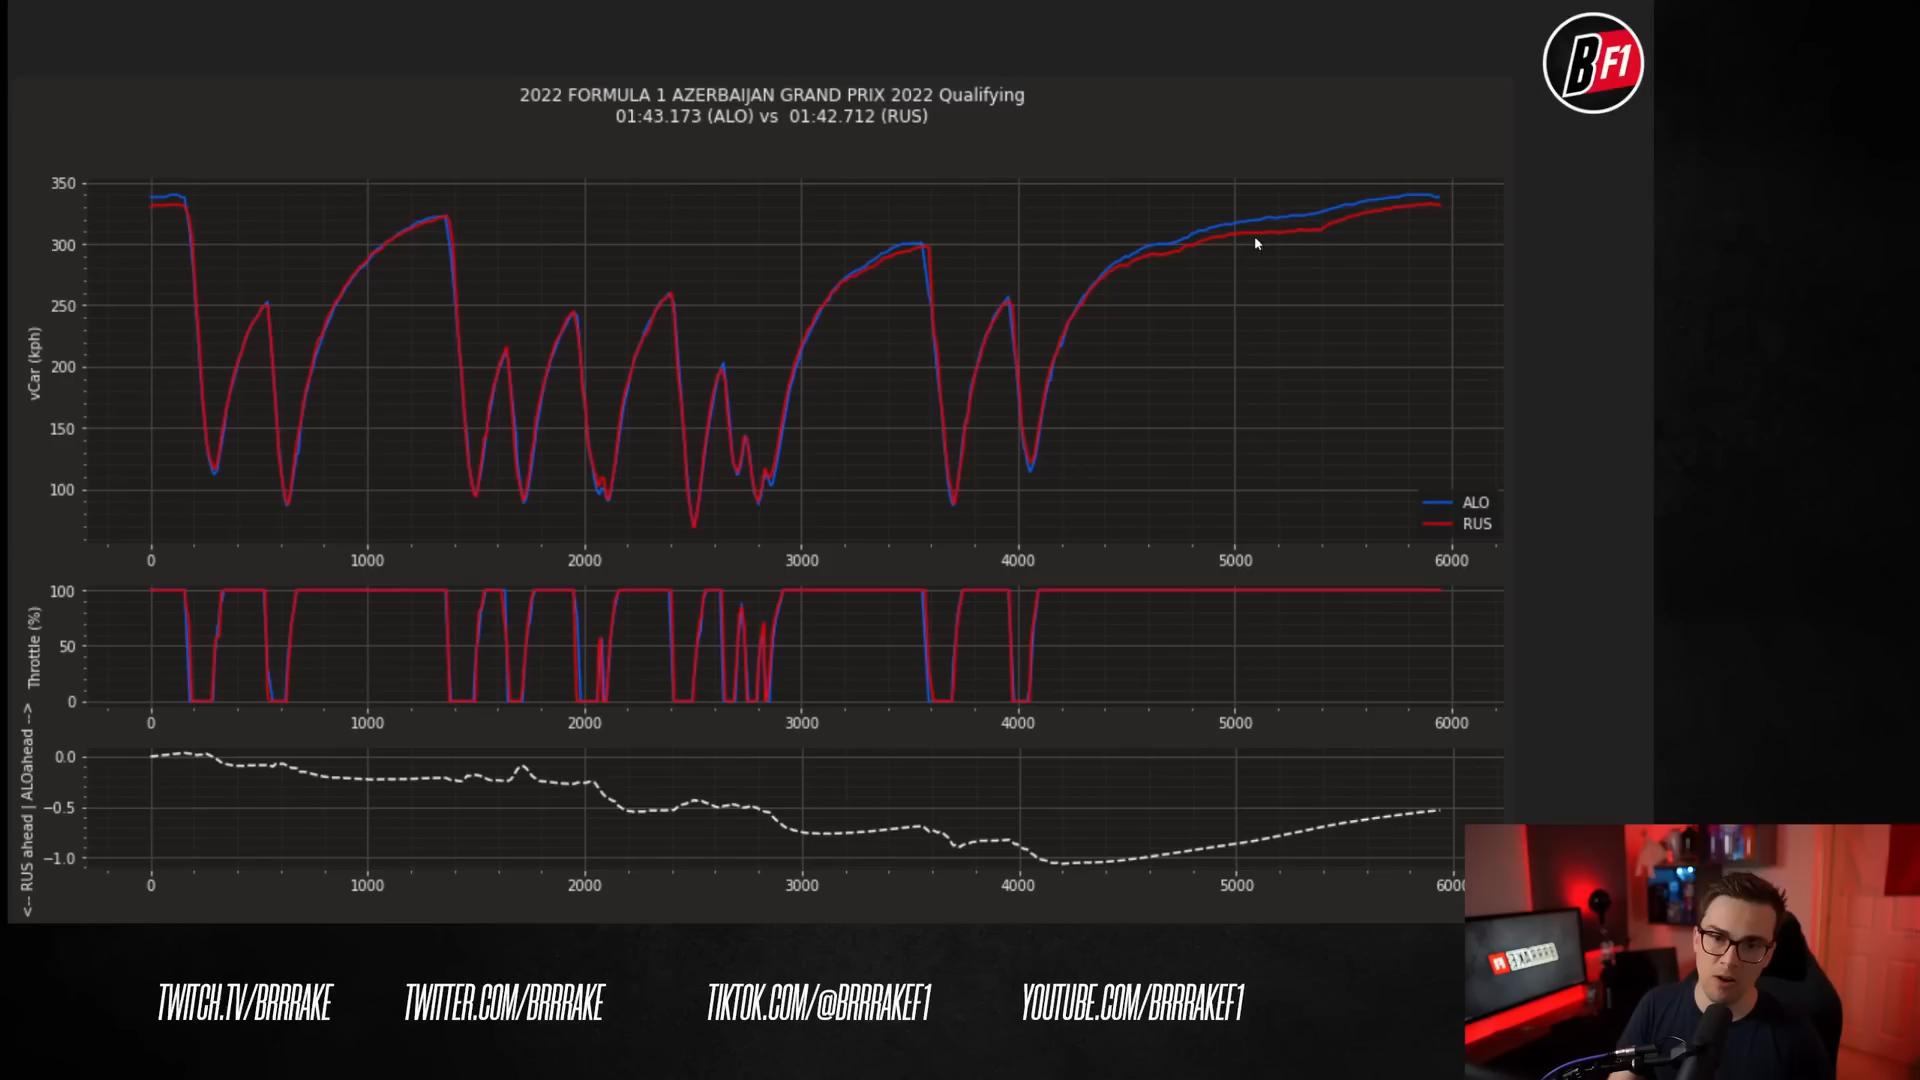 BF1
2022 FORMULA 1 AZERBAIJAN GRAND PRIX 2022 Qualifying
01:43.173 (ALO) vs 01:42.712 (RUS)
vCar (kph)
350
300
250
200
150
100
ALO
RUS
0 1000 2000 3000 4000 5000 6000
Throttle (%)
100
50
0
0 1000 2000 3000 4000 5000 6000
<-- RUS ahead | ALOahead -->
0.0
−0.5
−1.0
0 1000 2000 3000 4000 5000 6000
TWITCH.TV/BRRRAKE TWITTER.COM/BRRRAKE TIKTOK.COM/@BRRRAKEF1 YOUTUBE.COM/BRRRAKEF1